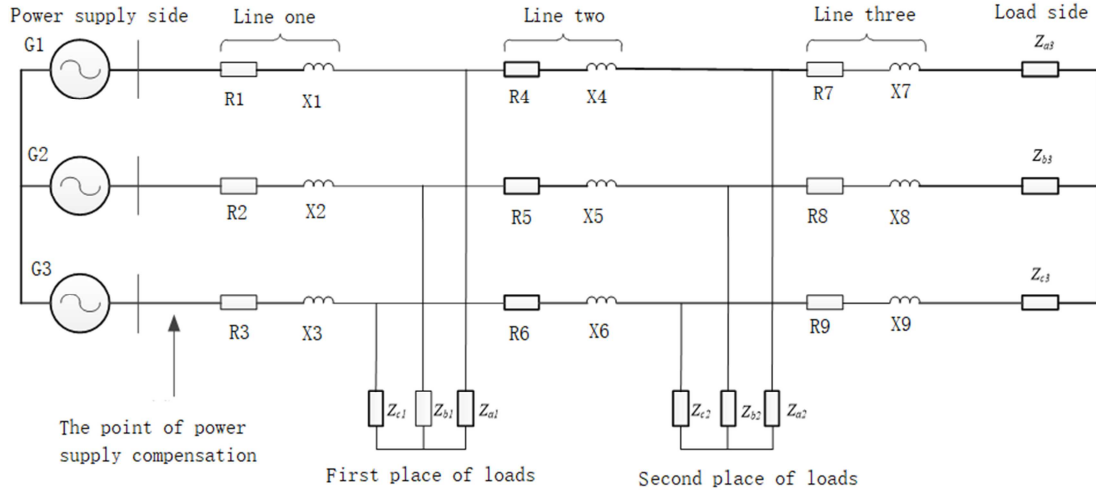 Power supply side
Line one
Line two
Line three
Load side
G1
R1
X1
R4
X4
R7
X7
Za3
G2
R2
X2
R5
X5
R8
X8
Zb3
G3
R3
X3
R6
X6
R9
X9
Zc3
Zc1
Zb1
Za1
Zc2
Zb2
Za2
The point of power
supply compensation
First place of loads
Second place of loads